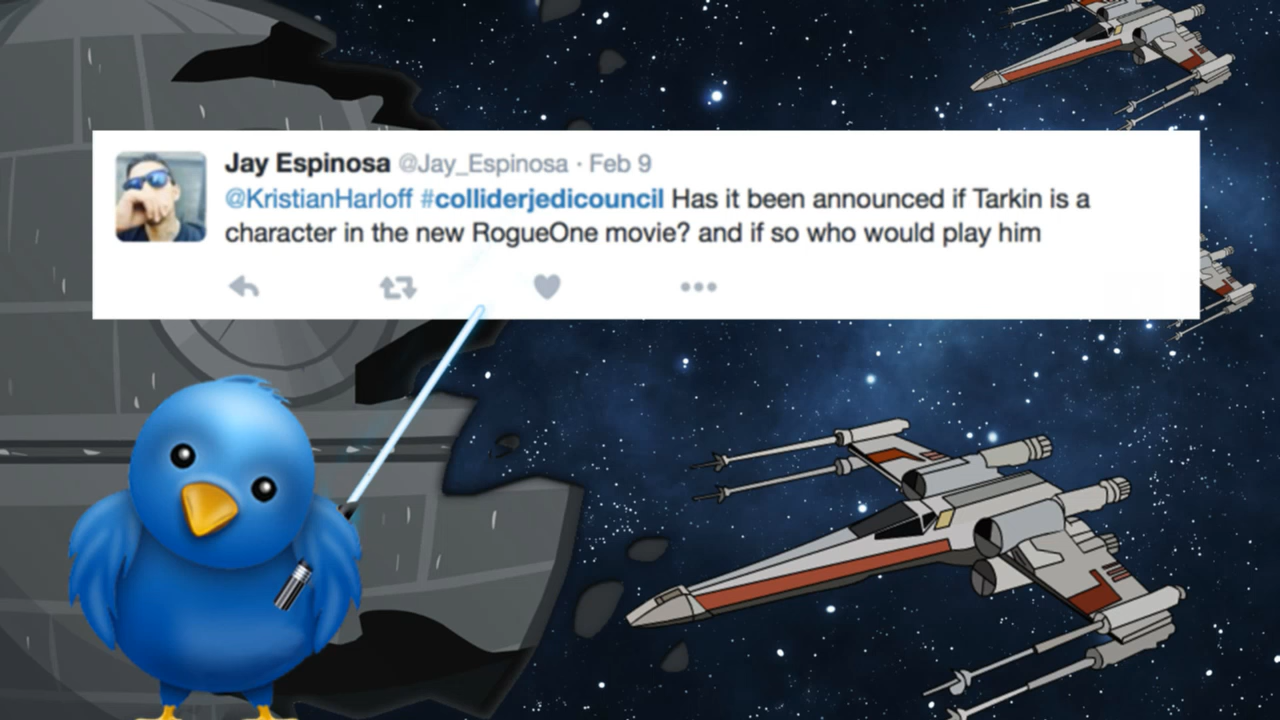 Jay Espinosa @Jay_Espinosa · Feb 9
@KristianHarloff #colliderjedicouncil Has it been announced if Tarkin is a
character in the new RogueOne movie? and if so who would play him